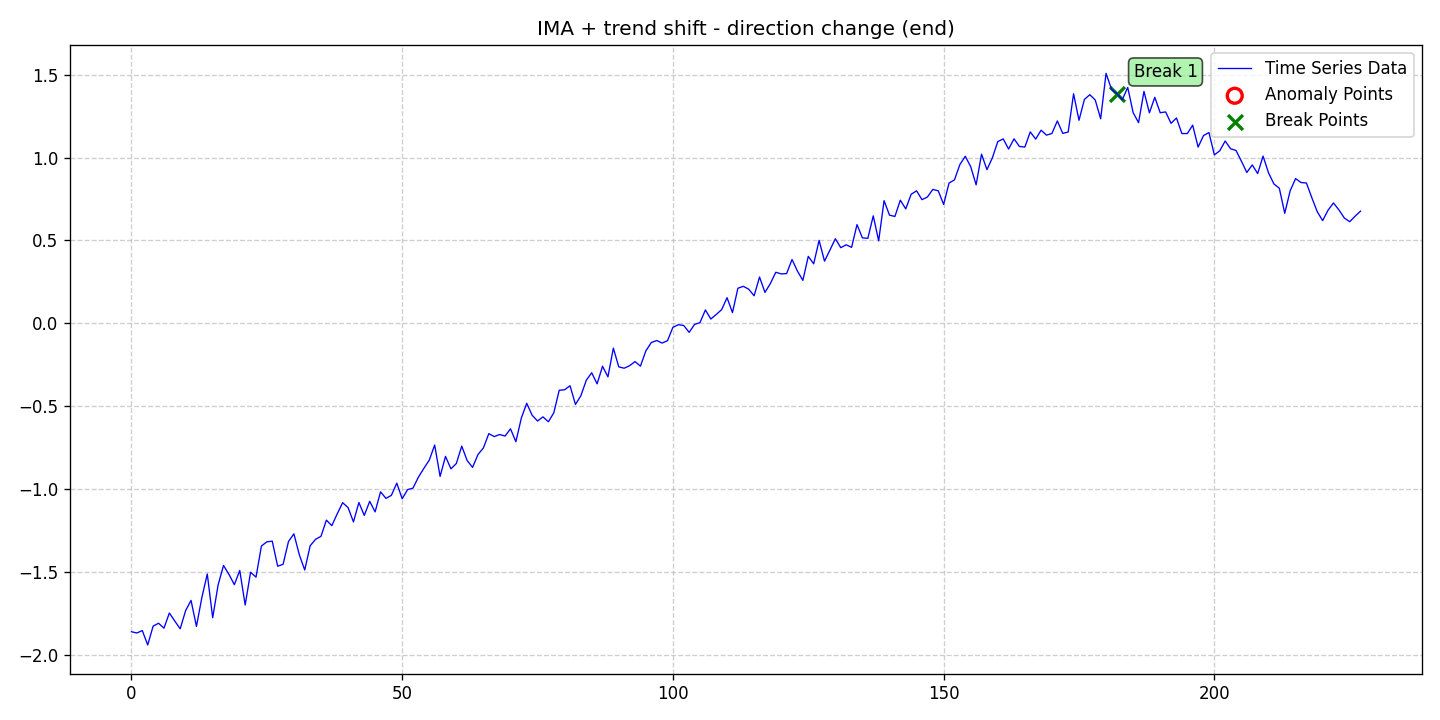 IMA + trend shift - direction change (end)
Break 1
Time Series Data
Anomaly Points
Break Points
1.5
1.0
0.5
0.0
−0.5
−1.0
−1.5
−2.0
0 50 100 150 200